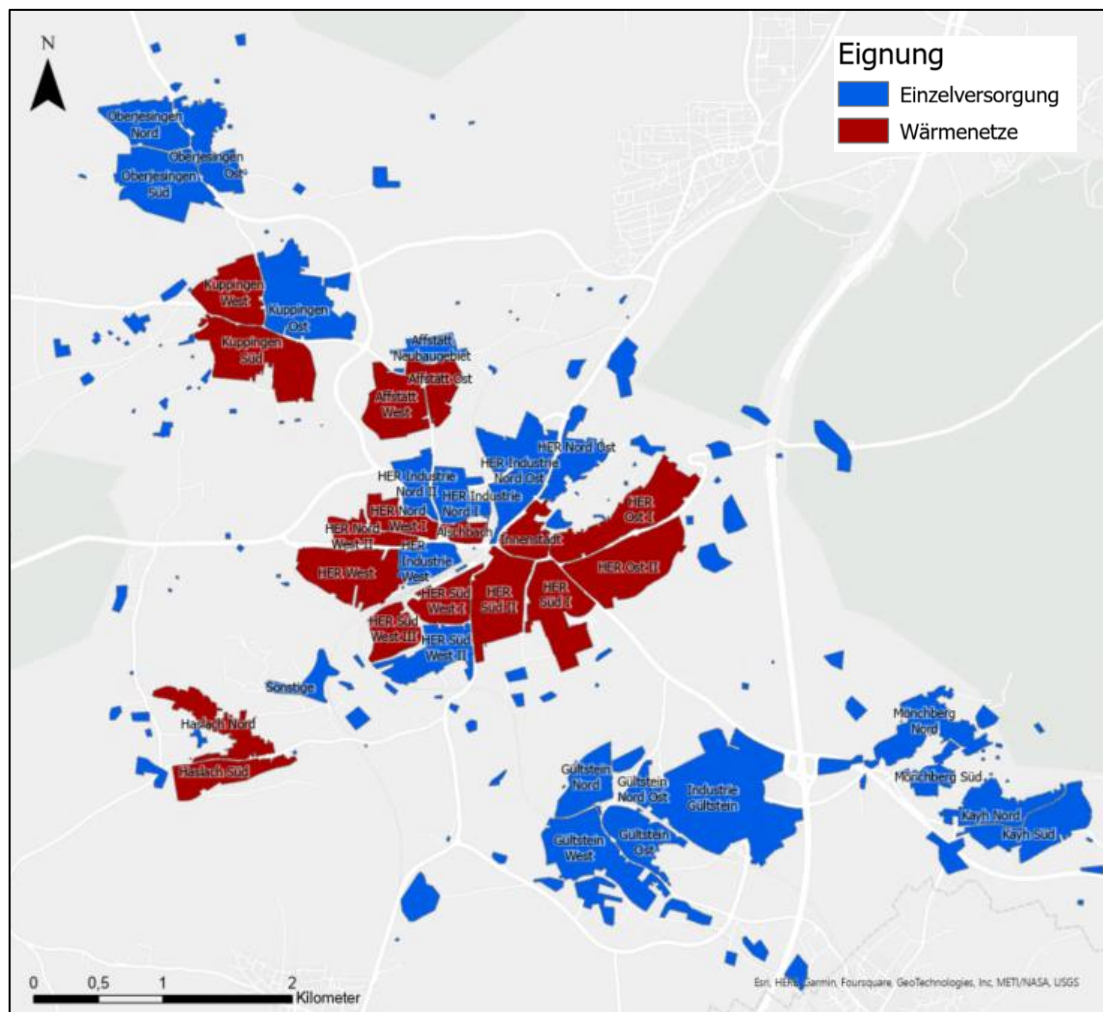 N
Eignung
Einzelversorgung
Wärmenetze
Oberjesingen
Nord
Oberjesingen
Ost
Oberjesingen
Süd
Kuppingen
West
Kuppingen
Ost
Kuppingen
Süd
Affstätt
Neubaugebiet
Affstätt Ost
Affstätt
West
HER Nord Ost
HER Industrie
Nord Ost
HER Industrie
Nord II
HER Industrie
Nord I
HER Nord
West I
HER Nord
West II
Aischbach
Innenstadt
HER
Ost I
HER
Industrie
West
HER West
HER Ost II
HER Süd
West I
HER
Süd II
HER
Süd I
HER Süd
West III
HER Süd
West II
Sonstige
Haslach Nord
Haslach Süd
Mönchberg
Nord
Mönchberg Süd
Gültstein
Nord
Gültstein
Nord Ost
Industrie
Gültstein
Kayh Nord
Kayh Süd
Gültstein
West
Gültstein
Ost
0 0,5 1 2
Kilometer
Esri, HERE, Garmin, Foursquare, GeoTechnologies, Inc, METI/NASA, USGS